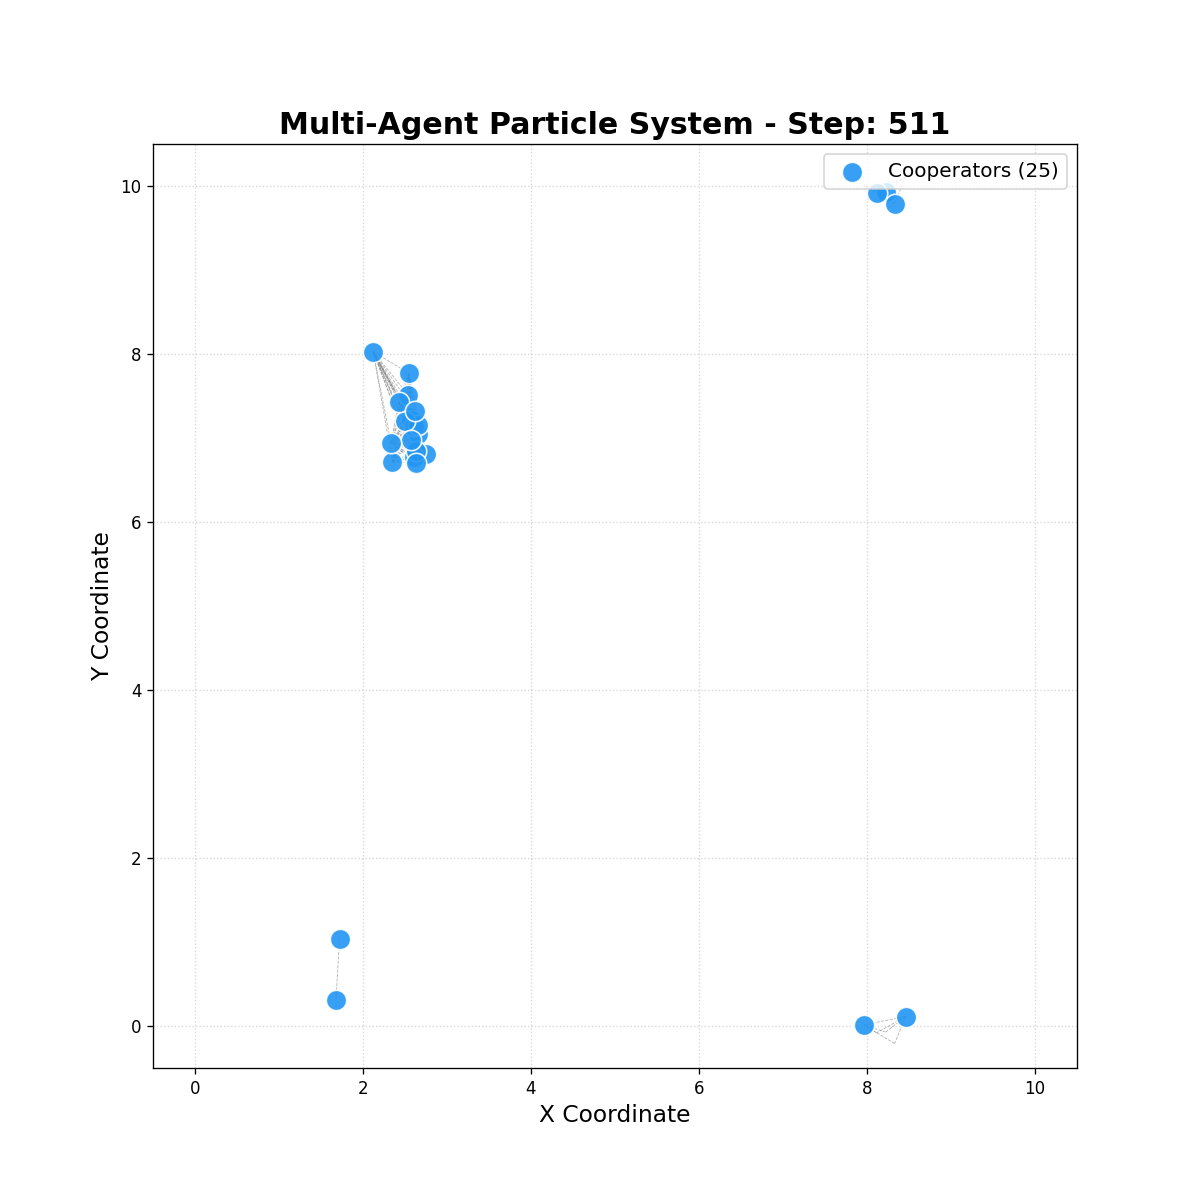 Multi-Agent Particle System - Step: 511
Cooperators (25)
10
8
6
4
2
0
Y Coordinate
0 2 4 6 8 10
X Coordinate